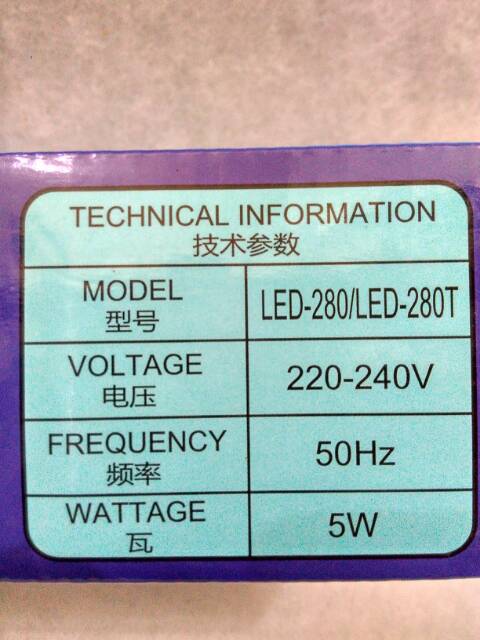 TECHNICAL INFORMATION
技术参数
MODEL
型号
LED-280/LED-280T
VOLTAGE
电压
220-240V
FREQUENCY
频率
50Hz
WATTAGE
瓦
5W